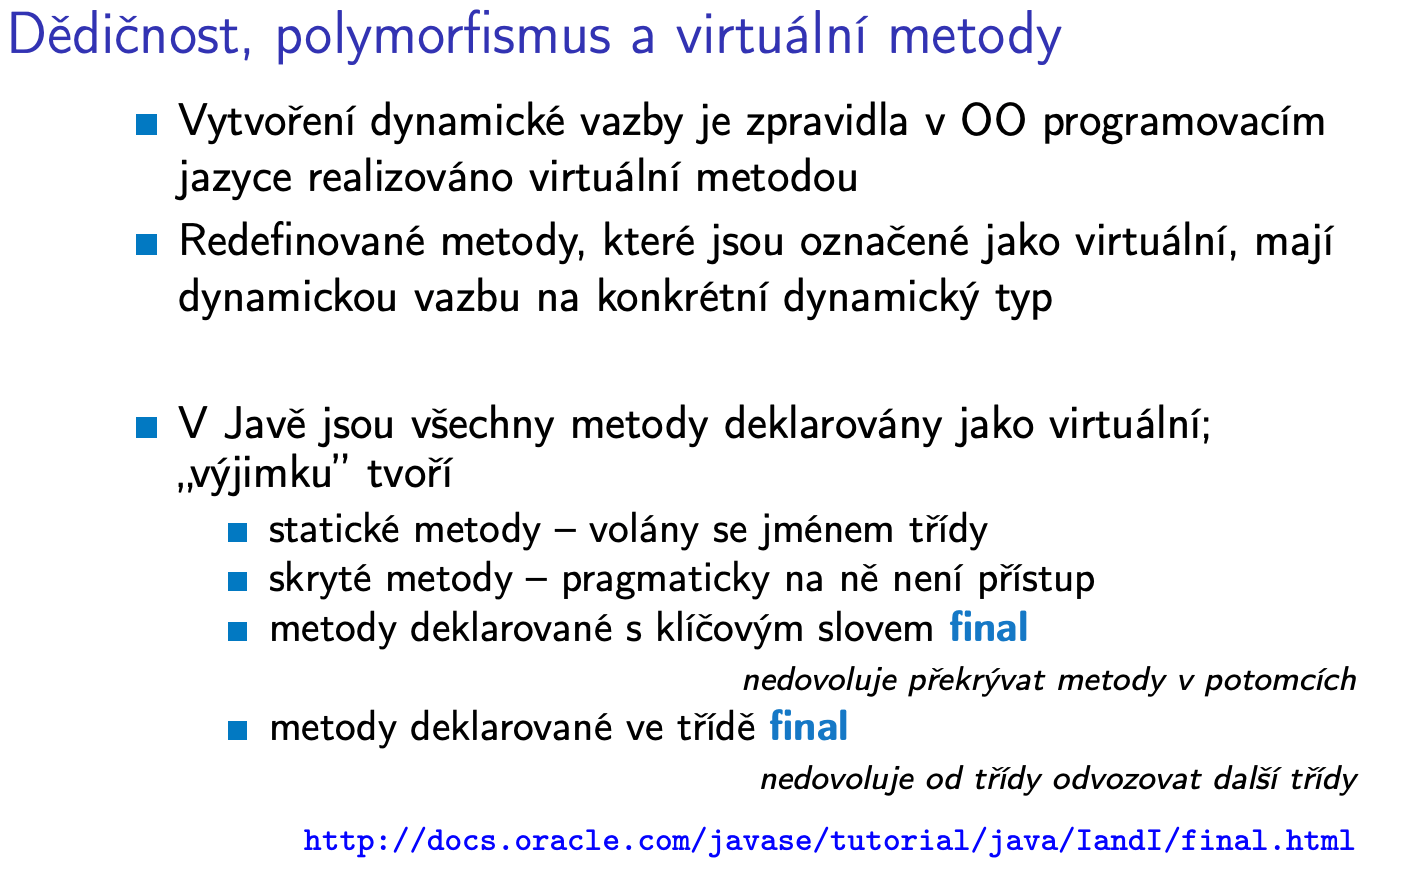 Dědičnost, polymorfismus a virtuální metody
Vytvoření dynamické vazby je zpravidla v OO programovacím
jazyce realizováno virtuální metodou
Redefinované metody, které jsou označené jako virtuální, mají
dynamickou vazbu na konkrétní dynamický typ
V Javě jsou všechny metody deklarovány jako virtuální;
„výjimku” tvoří
statické metody – volány se jménem třídy
skryté metody – pragmaticky na ně není přístup
metody deklarované s klíčovým slovem final
nedovoluje překrývat metody v potomcích
metody deklarované ve třídě final
nedovoluje od třídy odvozovat další třídy
http://docs.oracle.com/javase/tutorial/java/IandI/final.html